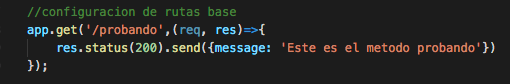 //configuracion de rutas base
app.get('/probando',(req, res)=>{
    res.status(200).send({message: 'Este es el metodo probando'})
});